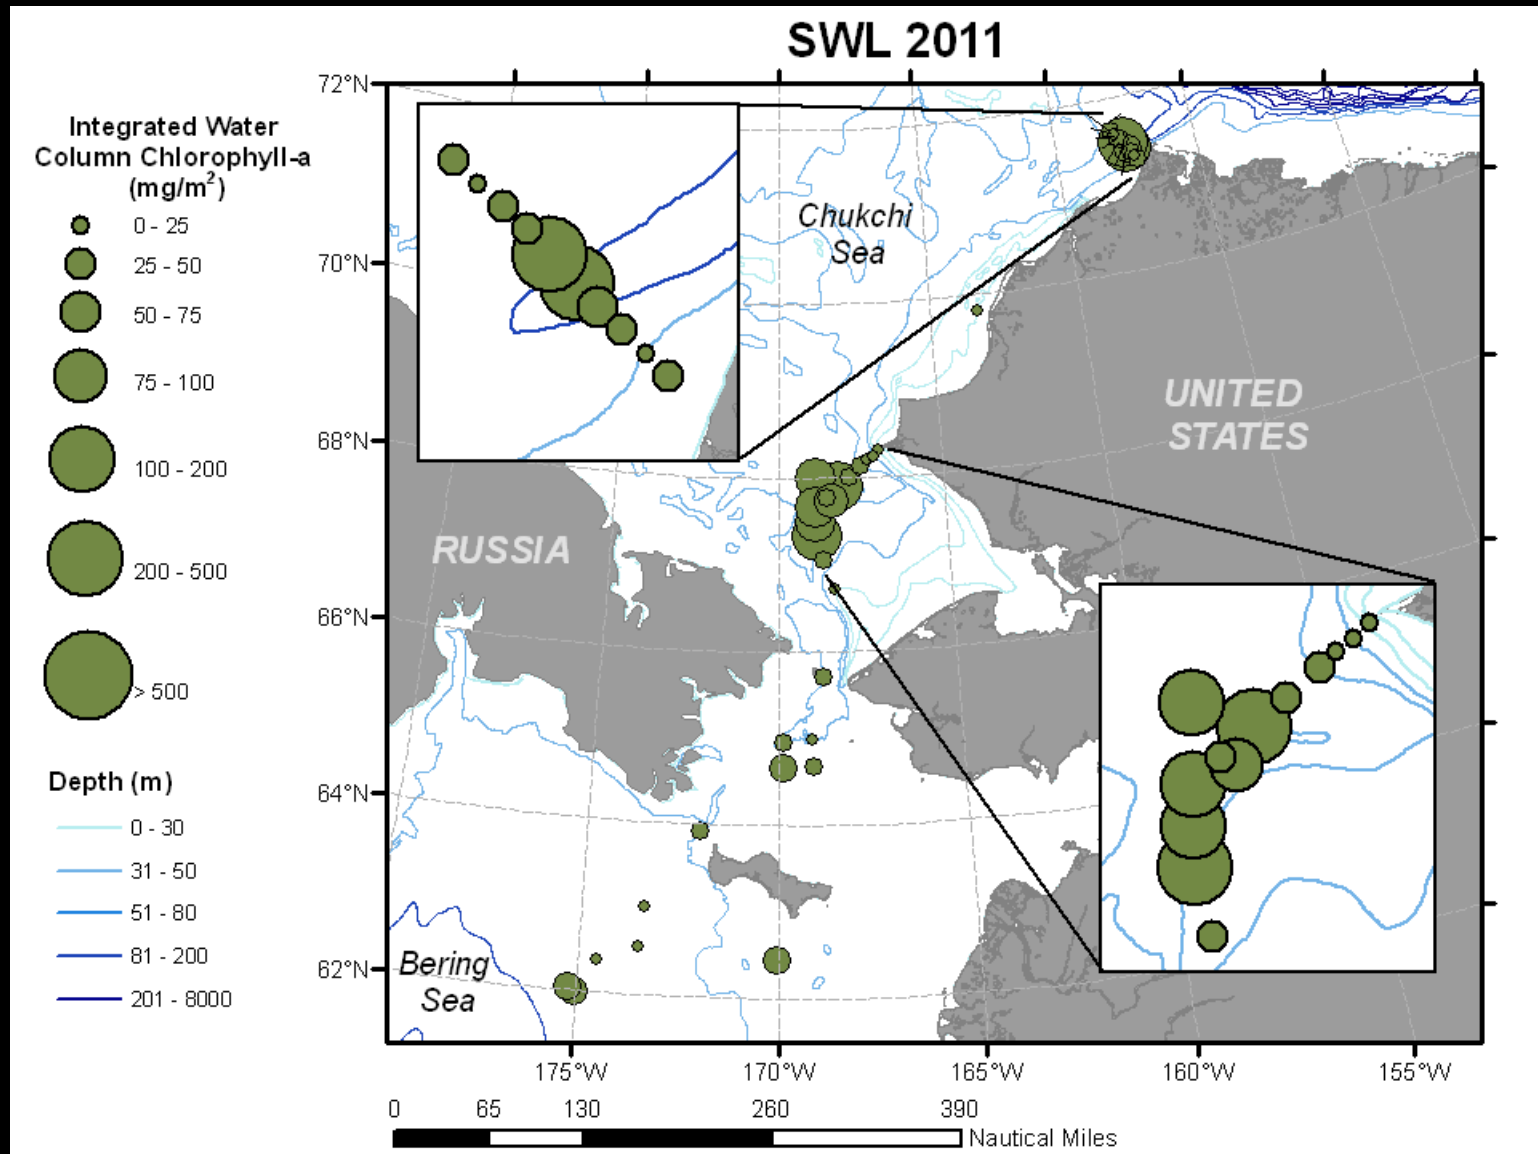 SWL 2011
Integrated Water
Column Chlorophyll-a
(mg/m²)
0 - 25
25 - 50
50 - 75
75 - 100
100 - 200
200 - 500
> 500
Depth (m)
0 - 30
31 - 50
51 - 80
81 - 200
201 - 8000
72°N
70°N
68°N
66°N
64°N
62°N
Chukchi
Sea
UNITED
STATES
RUSSIA
Bering
Sea
175°W
170°W
165°W
160°W
155°W
0
65
130
260
390
Nautical Miles